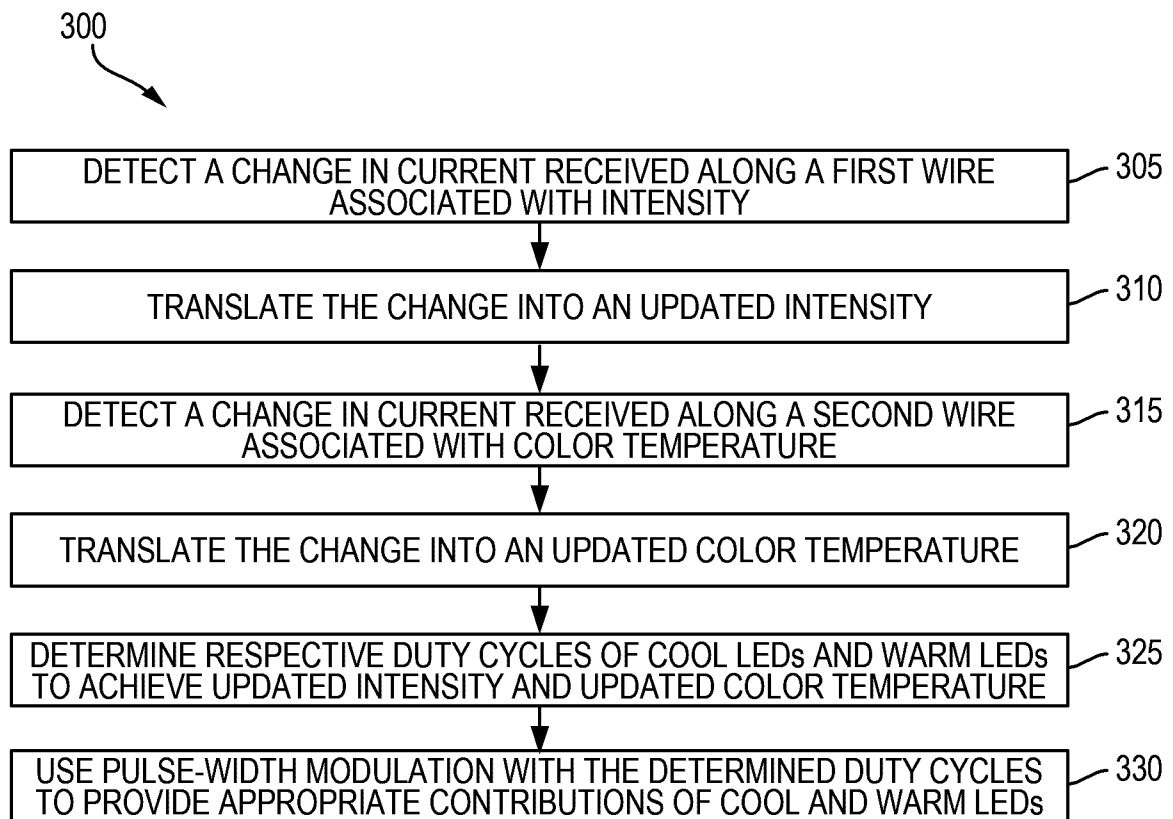 300
DETECT A CHANGE IN CURRENT RECEIVED ALONG A FIRST WIRE
ASSOCIATED WITH INTENSITY
305
TRANSLATE THE CHANGE INTO AN UPDATED INTENSITY
310
DETECT A CHANGE IN CURRENT RECEIVED ALONG A SECOND WIRE
ASSOCIATED WITH COLOR TEMPERATURE
315
TRANSLATE THE CHANGE INTO AN UPDATED COLOR TEMPERATURE
320
DETERMINE RESPECTIVE DUTY CYCLES OF COOL LEDs AND WARM LEDs
TO ACHIEVE UPDATED INTENSITY AND UPDATED COLOR TEMPERATURE
325
USE PULSE-WIDTH MODULATION WITH THE DETERMINED DUTY CYCLES
TO PROVIDE APPROPRIATE CONTRIBUTIONS OF COOL AND WARM LEDs
330